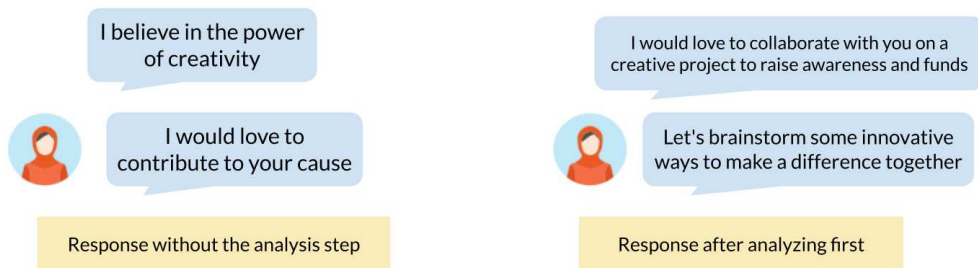 I believe in the power
of creativity
I would love to
contribute to your cause
Response without the analysis step
I would love to collaborate with you on a
creative project to raise awareness and funds
Let's brainstorm some innovative
ways to make a difference together
Response after analyzing first